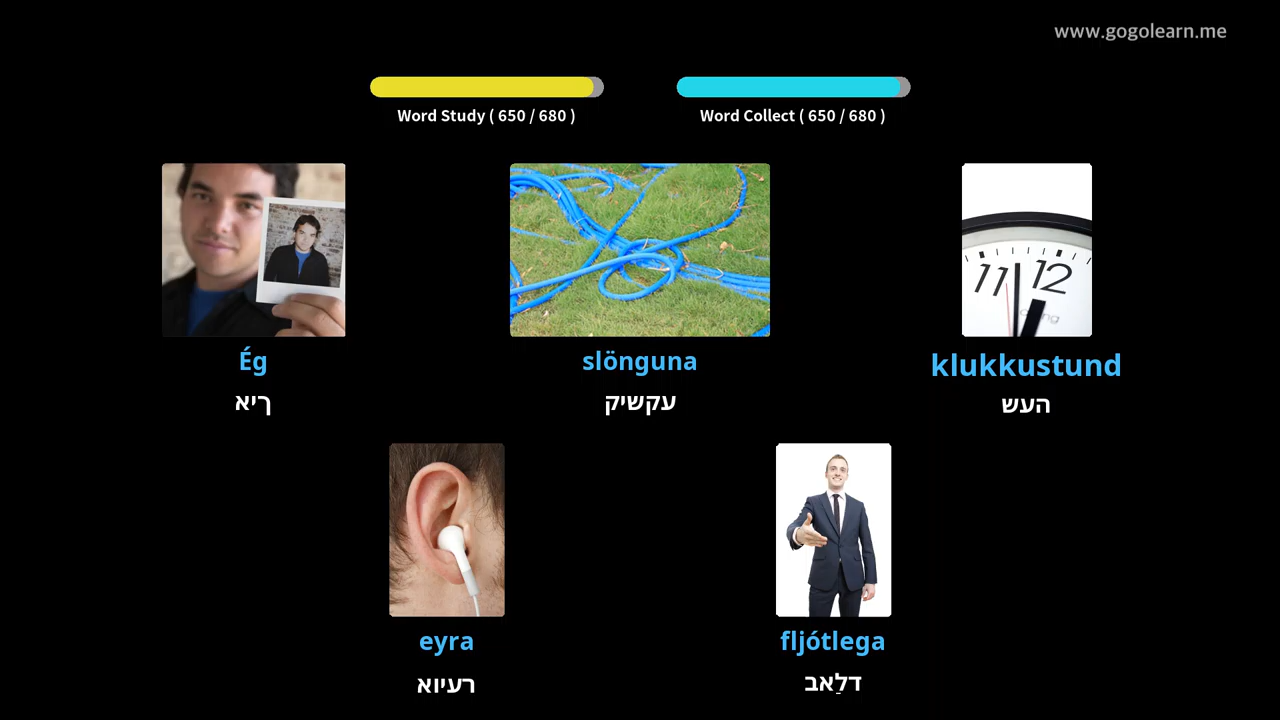 www.gogolearn.me
Word Study ( 650 / 680 )
Word Collect ( 650 / 680 )
Ég
ךיא
slönguna
עקשיק
klukkustund
העש
eyra
רעיוא
fljótlega
דלַאב